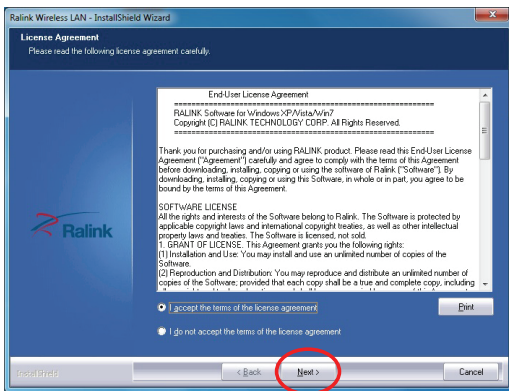 Ralink Wireless LAN - InstallShield Wizard
License Agreement
Please read the following license agreement carefully.
End-User License Agreement
===============================================================
RALINK Software for Windows XP/Vista/Win7
Copyright (C) RALINK TECHNOLOGY CORP. All Rights Reserved.
===============================================================
Thank you for purchasing and/or using RALINK product. Please read this End-User License
Agreement ("Agreement") carefully and agree to comply with the terms of this Agreement
before downloading, installing, copying or using the software of Ralink ("Software"). By
downloading, installing, copying or using this Software, in whole or in part, you agree to be
bound by the terms of this Agreement.
SOFTWARE LICENSE
All the rights and interests of the Software belong to Ralink. The Software is protected by
applicable copyright laws and international copyright treaties, as well as other intellectual
property laws and treaties. The Software is licensed, not sold.
1. GRANT OF LICENSE. This Agreement grants you the following rights:
(1) Installation and Use: You may install and use an unlimited number of copies of the
Software.
(2) Reproduction and Distribution: You may reproduce and distribute an unlimited number of
copies of the Software; provided that each copy shall be a true and complete copy, including
Ralink
I accept the terms of the license agreement
Print
I do not accept the terms of the license agreement
InstallShield
< Back
Next >
Cancel